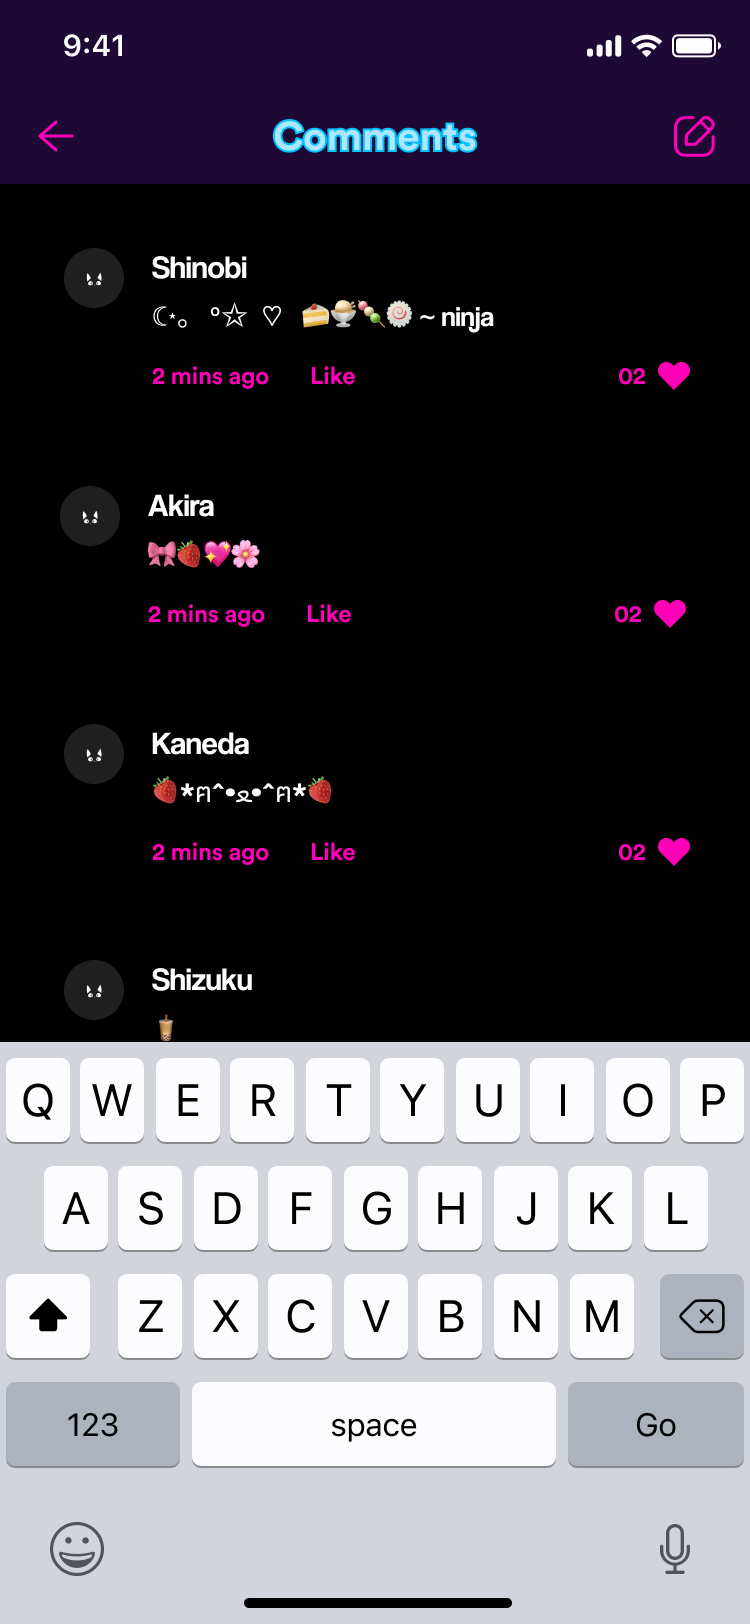 9:41
Comments
Shinobi
☾⋆。 °☆ ♡ 🍰🍨🍡🍥 ~ ninja
2 mins ago Like 02
Akira
🎀🍓💖🌸
2 mins ago Like 02
Kaneda
🍓*ฅ^•ﻌ•^ฅ*🍓
2 mins ago Like 02
Shizuku
🧋
Q W E R T Y U I O P
A S D F G H J K L
Z X C V B N M
123 space Go